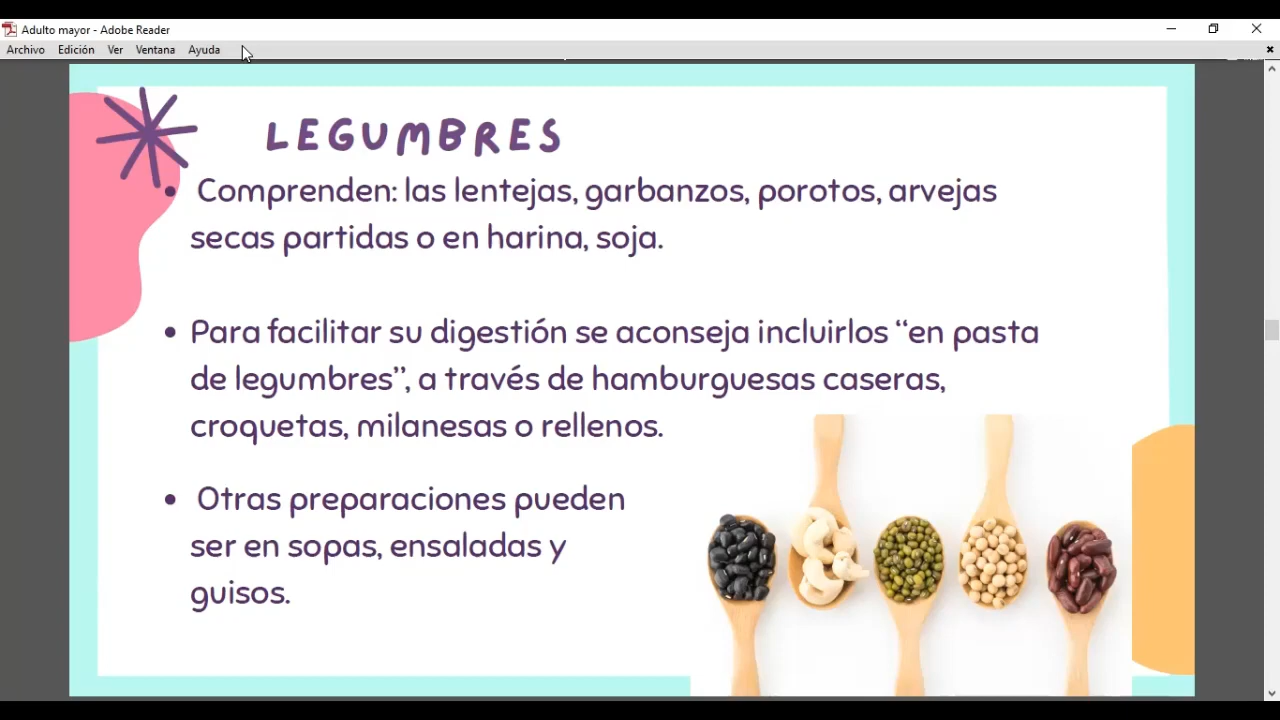 Adulto mayor - Adobe Reader
Archivo Edición Ver Ventana Ayuda
LEGUMBRES
• Comprenden: las lentejas, garbanzos, porotos, arvejas
secas partidas o en harina, soja.
• Para facilitar su digestión se aconseja incluirlos “en pasta
de legumbres”, a través de hamburguesas caseras,
croquetas, milanesas o rellenos.
• Otras preparaciones pueden
ser en sopas, ensaladas y
guisos.